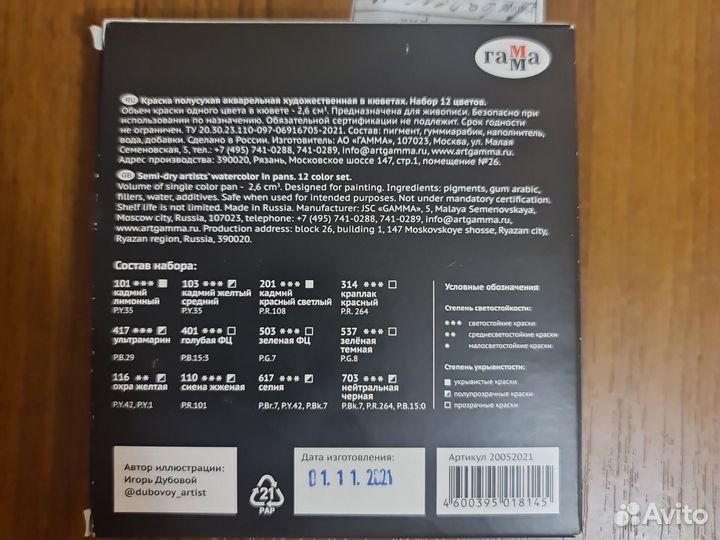 гамма
RU Краска полусухая акварельная художественная в кюветах. Набор 12 цветов.
Объем краски одного цвета в кювете - 2,6 см³. Предназначена для живописи. Безопасно при
использовании по назначению. Обязательной сертификации не подлежит. Срок годности
не ограничен. ТУ 20.30.23.110-097-06916705-2021. Состав: пигмент, гуммиарабик, наполнитель,
вода, добавки. Сделано в России. Изготовитель: АО «ГАММА», 107023, Москва, ул. Малая
Семеновская, 5, тел.: +7 (495) 741-0288, 741-0289, info@artgamma.ru, www.artgamma.ru
Адрес производства: 390020, Рязань, Московское шоссе 147, стр.1, помещение №26.
GB Semi-dry artists' watercolor in pans. 12 color set.
Volume of single color pan - 2,6 cm³. Designed for painting. Ingredients: pigments, gum arabic,
fillers, water, additives. Safe when used for intended purposes. Not under mandatory certification.
Shelf life is not limited. Made in Russia. Manufacturer: JSC «GAMMA», 5, Malaya Semenovskaya,
Moscow city, Russia, 107023, telephone: +7 (495) 741-0288, 741-0289, info@artgamma.ru,
www.artgamma.ru Production address: block 26, building 1, 147 Moskovskoye shosse, Ryazan city,
Ryazan region, Russia, 390020.
Состав набора:
101 ***
кадмий
лимонный
P.Y.35
103 ***
кадмий желтый
средний
P.Y.35
201 ***
кадмий
красный светлый
P.R.108
314 ***
краплак
красный
P.R. 264
417 ***
ультрамарин
P.B.29
401 ***
голубая ФЦ
P.B.15:3
503 ***
зеленая ФЦ
P.G.7
537 ***
зелёная
темная
P.G.8
116 **
охра желтая
P.Y.42, P.Y.1
110 ***
сиена жженая
P.R.101
617 ***
сепия
P.Br.7, P.Y.42, P.Bk.7
703 ***
нейтральная
черная
P.Bk.7, P.R.264, P.B.15:0
Условные обозначения
Степень светостойкости:
*** светостойкие краски
** среднесветостойкие краски
* малосветостойкие краски
Степень укрывистости:
укрывистые краски
полупрозрачные краски
прозрачные краски
Автор иллюстрации:
Игорь Дубовой
@dubovoy_artist
21
PAP
Дата изготовления:
01.11.2021
Артикул 20052021
4 600395 018145
Avito